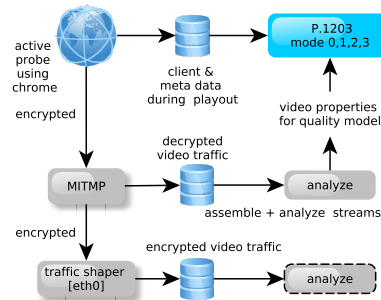 active
probe
using
chrome
P.1203
mode 0,1,2,3
client &
meta data
during playout
encrypted
video properties
for quality model
decrypted
video traffic
MITMP
analyze
assemble + analyze streams
encrypted
encrypted video traffic
traffic shaper
[eth0]
analyze